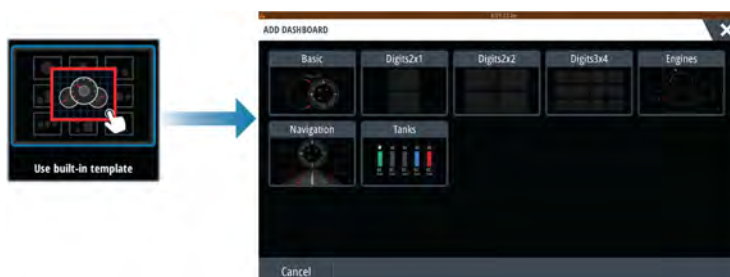 ADD DASHBOARD
Basic
Digits2x1
Digits2x2
Digits3x4
Engines
Navigation
Tanks
Use built-in template
Cancel